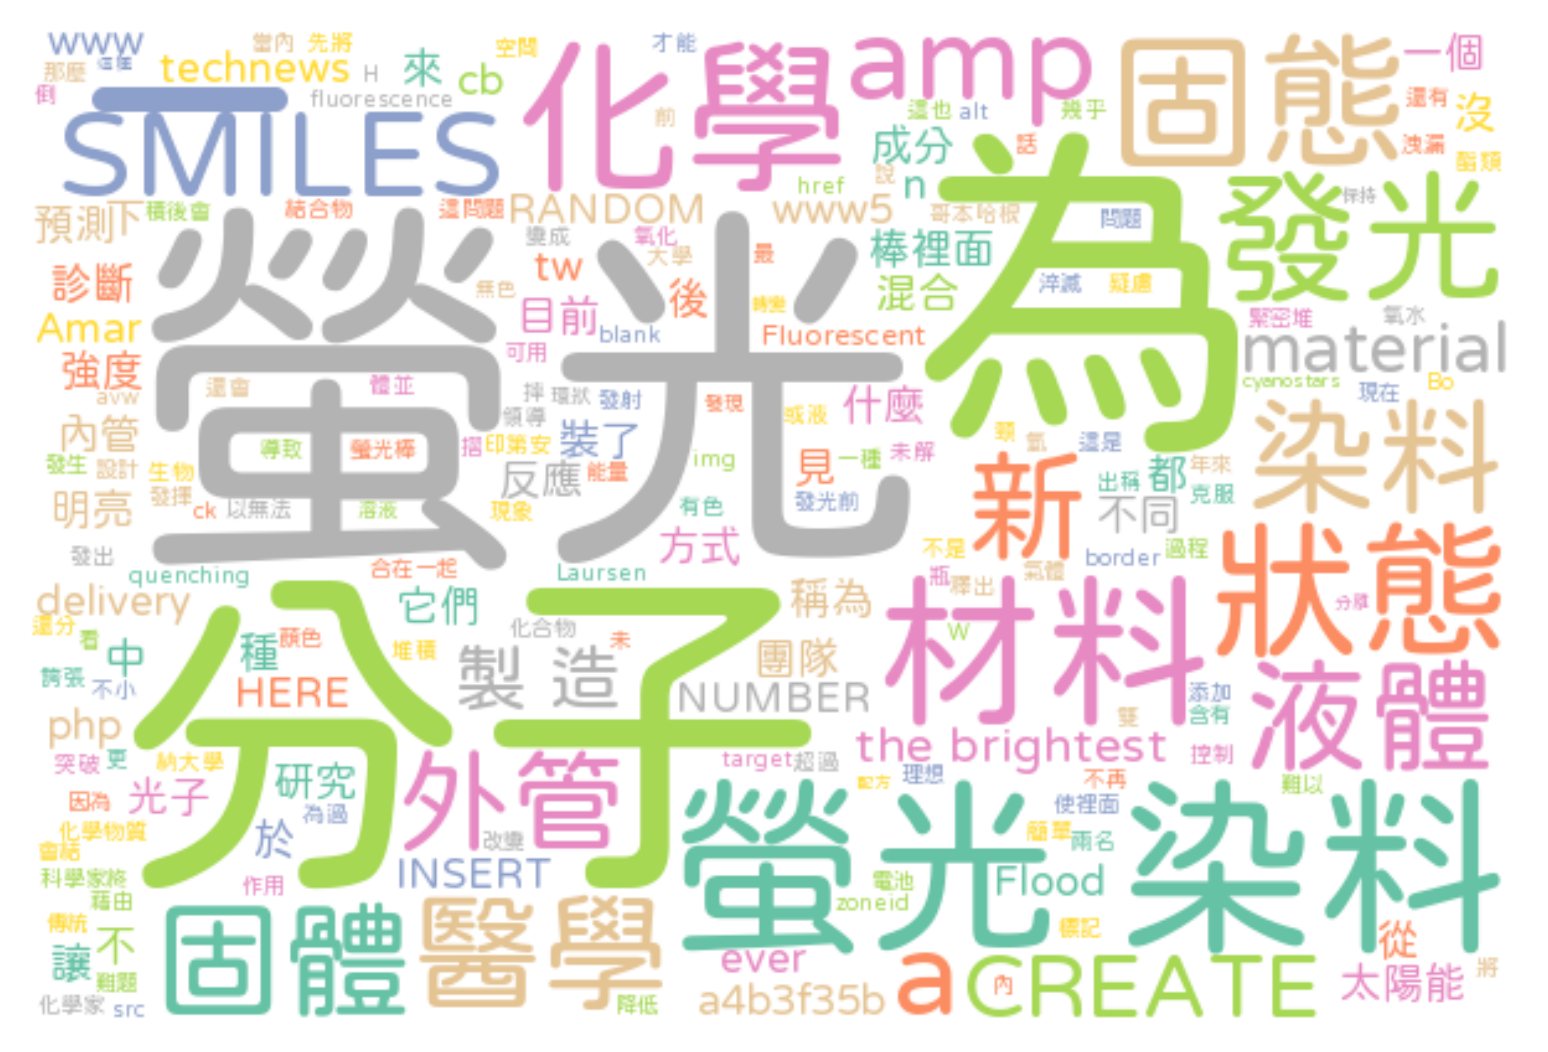 www
這種
當內
先將
空間
才能
amp
固態
一個
那麼
technews
H
來
cb
化學
倒
一
fluorescence
前
這也
alt
幾乎
還有
沒
SMILES
成分
話
洩漏
酯類
為
預測
下
積後會
結合物
這問題
RANDOM
href
說
n
www5
哥本哈根
問題
發光
保持
螢光
變成
氧化
大學
最
棒裡面
診斷
tw
無色
後
轉變
混合
淬滅
疑慮
Amar
目前
blank
Fluorescent
緊密堆
氧水
material
強度
可用
cyanostars
Bo
avw
還會
體並
摔
環狀
發射
發現
或液
什麼
現在
染料
領導
內管
導致
螢光棒
摺
印第安
裝了
img
見
一種
未解
頸
氫
這是
發生
設計
生物
反應
能量
新
出稱
都
年來
明亮
發揮
ck
以無法
溶液
現象
有色
發光前
不同
克服
發出
方式
不是
border
過程
狀態
quenching
合在一起
Laursen
瓶
釋出
氣體
分離
delivery
分子
它們
稱為
材料
還分
看
中
種
顏色
堆積
化合物
未
W
誇張
不小
HERE
製造
團隊
NUMBER
添加
含有
雙
液體
php
the brightest
控制
突破
更
納大學
外管
target
超過
配方
理想
不再
難以
因為
光子
研究
為過
使裡面
化學物質
於
改變
螢光染料
簡單
兩名
會結
科學家將
作用
INSERT
電池
Flood
藉由
zoneid
傳統
固體
醫學
標記
從
讓
不
ever
a
內
CREATE
太陽能
將
難題
化學家
src
降低
a4b3f35b